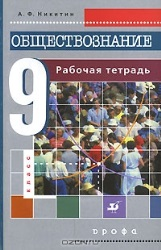 А. Ф. Никитин
ОБЩЕСТВОЗНАНИЕ
Рабочая тетрадь
9
класс
дрофа